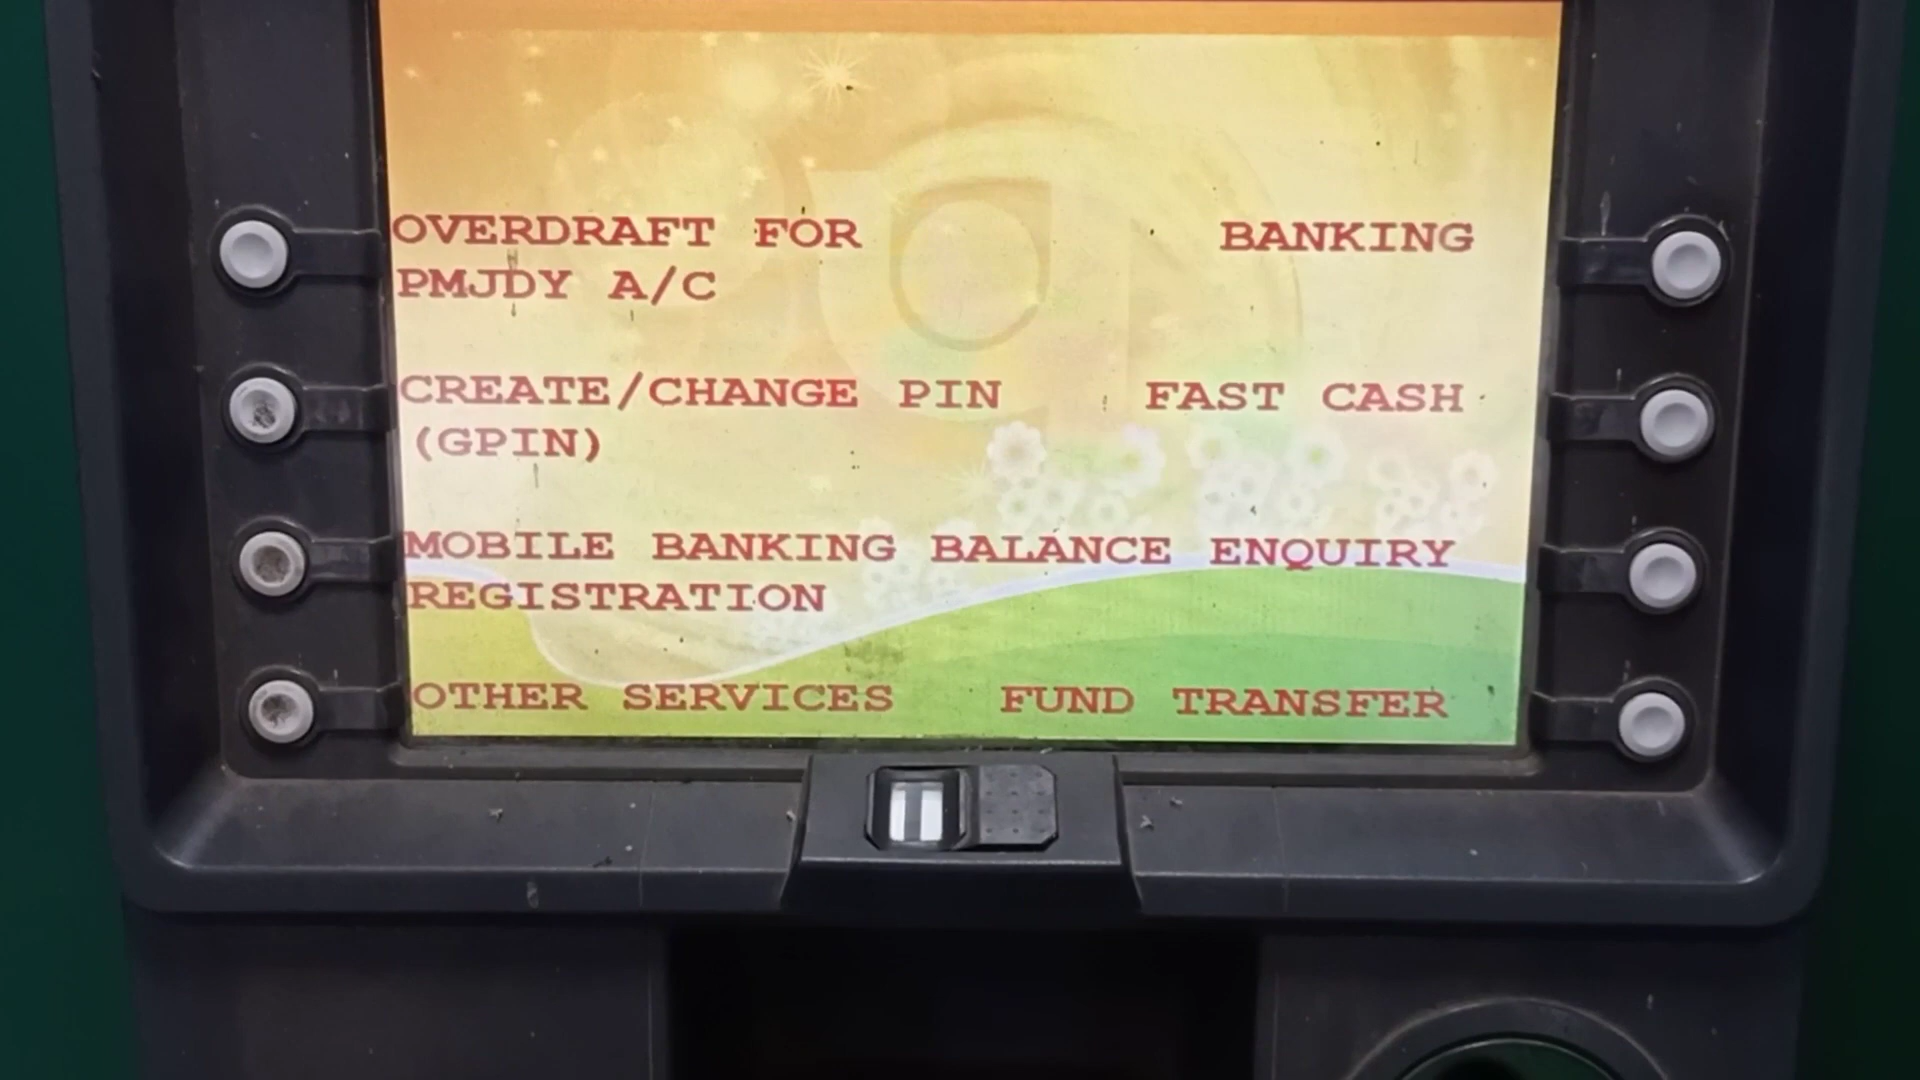 OVERDRAFT FOR
PMJDY A/C
BANKING
CREATE/CHANGE PIN
(GPIN)
FAST CASH
MOBILE BANKING
REGISTRATION
BALANCE ENQUIRY
OTHER SERVICES
FUND TRANSFER